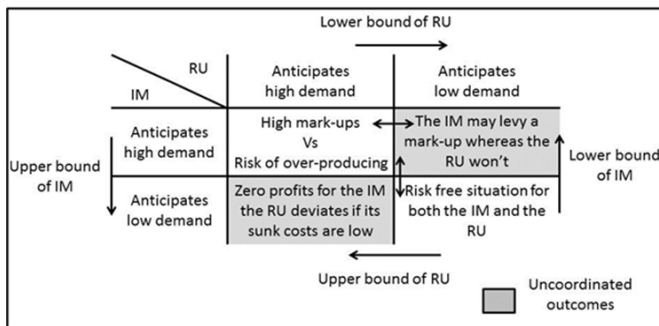 Lower bound of RU
RU
IM
Anticipates
high demand
Anticipates
low demand
Upper bound
of IM
Anticipates
high demand
High mark-ups
Vs
Risk of over-producing
The IM may levy a
mark-up whereas the
RU won't
Lower bound
of IM
Anticipates
low demand
Zero profits for the IM
the RU deviates if its
sunk costs are low
Risk free situation for
both the IM and the
RU
Upper bound of RU
Uncoordinated
outcomes